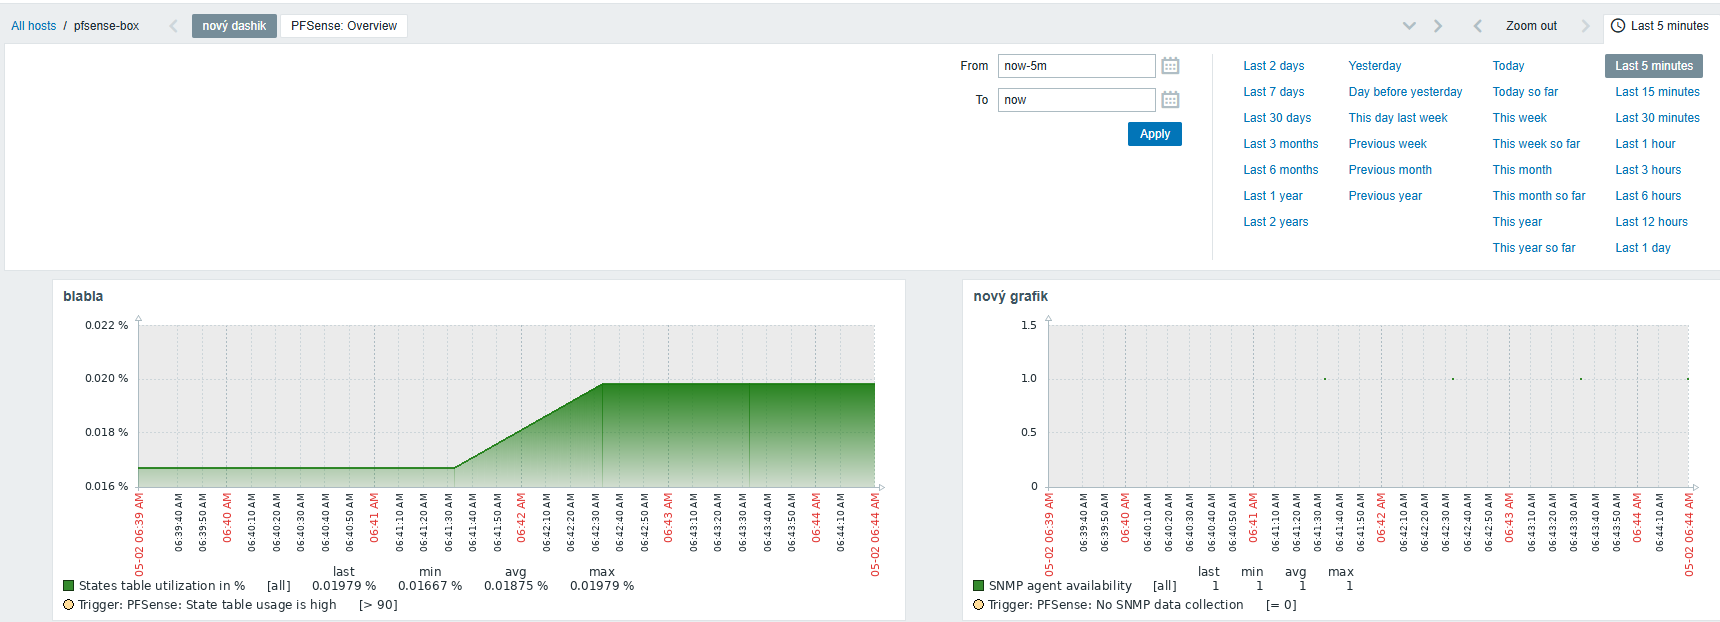 All hosts / pfsense-box nový dashik PFSense: Overview Zoom out Last 5 minutes
From now-5m
To now
Apply
Last 2 days Yesterday Today Last 5 minutes
Last 7 days Day before yesterday Today so far Last 15 minutes
Last 30 days This day last week This week Last 30 minutes
Last 3 months Previous week This week so far Last 1 hour
Last 6 months Previous month This month Last 3 hours
Last 1 year Previous year This month so far Last 6 hours
Last 2 years This year Last 12 hours
This year so far Last 1 day
blabla
0.022 %
0.020 %
0.018 %
0.016 %
05-02 06:39 AM
06:39:40 AM
06:39:50 AM
06:40 AM
06:40:10 AM
06:40:20 AM
06:40:30 AM
06:40:40 AM
06:40:50 AM
06:41 AM
06:41:10 AM
06:41:20 AM
06:41:30 AM
06:41:40 AM
06:41:50 AM
06:42 AM
06:42:10 AM
06:42:20 AM
06:42:30 AM
06:42:40 AM
06:42:50 AM
06:43 AM
06:43:10 AM
06:43:20 AM
06:43:30 AM
06:43:40 AM
06:43:50 AM
06:44 AM
06:44:10 AM
05-02 06:44 AM
last min avg max
States table utilization in % [all] 0.01979 % 0.01667 % 0.01875 % 0.01979 %
Trigger: PFSense: State table usage is high [> 90]
nový grafik
1.5
1.0
0.5
0
05-02 06:39 AM
06:39:40 AM
06:39:50 AM
06:40 AM
06:40:10 AM
06:40:20 AM
06:40:30 AM
06:40:40 AM
06:40:50 AM
06:41 AM
06:41:10 AM
06:41:20 AM
06:41:30 AM
06:41:40 AM
06:41:50 AM
06:42 AM
06:42:10 AM
06:42:20 AM
06:42:30 AM
06:42:40 AM
06:42:50 AM
06:43 AM
06:43:10 AM
06:43:20 AM
06:43:30 AM
06:43:40 AM
06:43:50 AM
06:44 AM
06:44:10 AM
05-02 06:44 AM
last min avg max
SNMP agent availability [all] 1 1 1 1
Trigger: PFSense: No SNMP data collection [= 0]